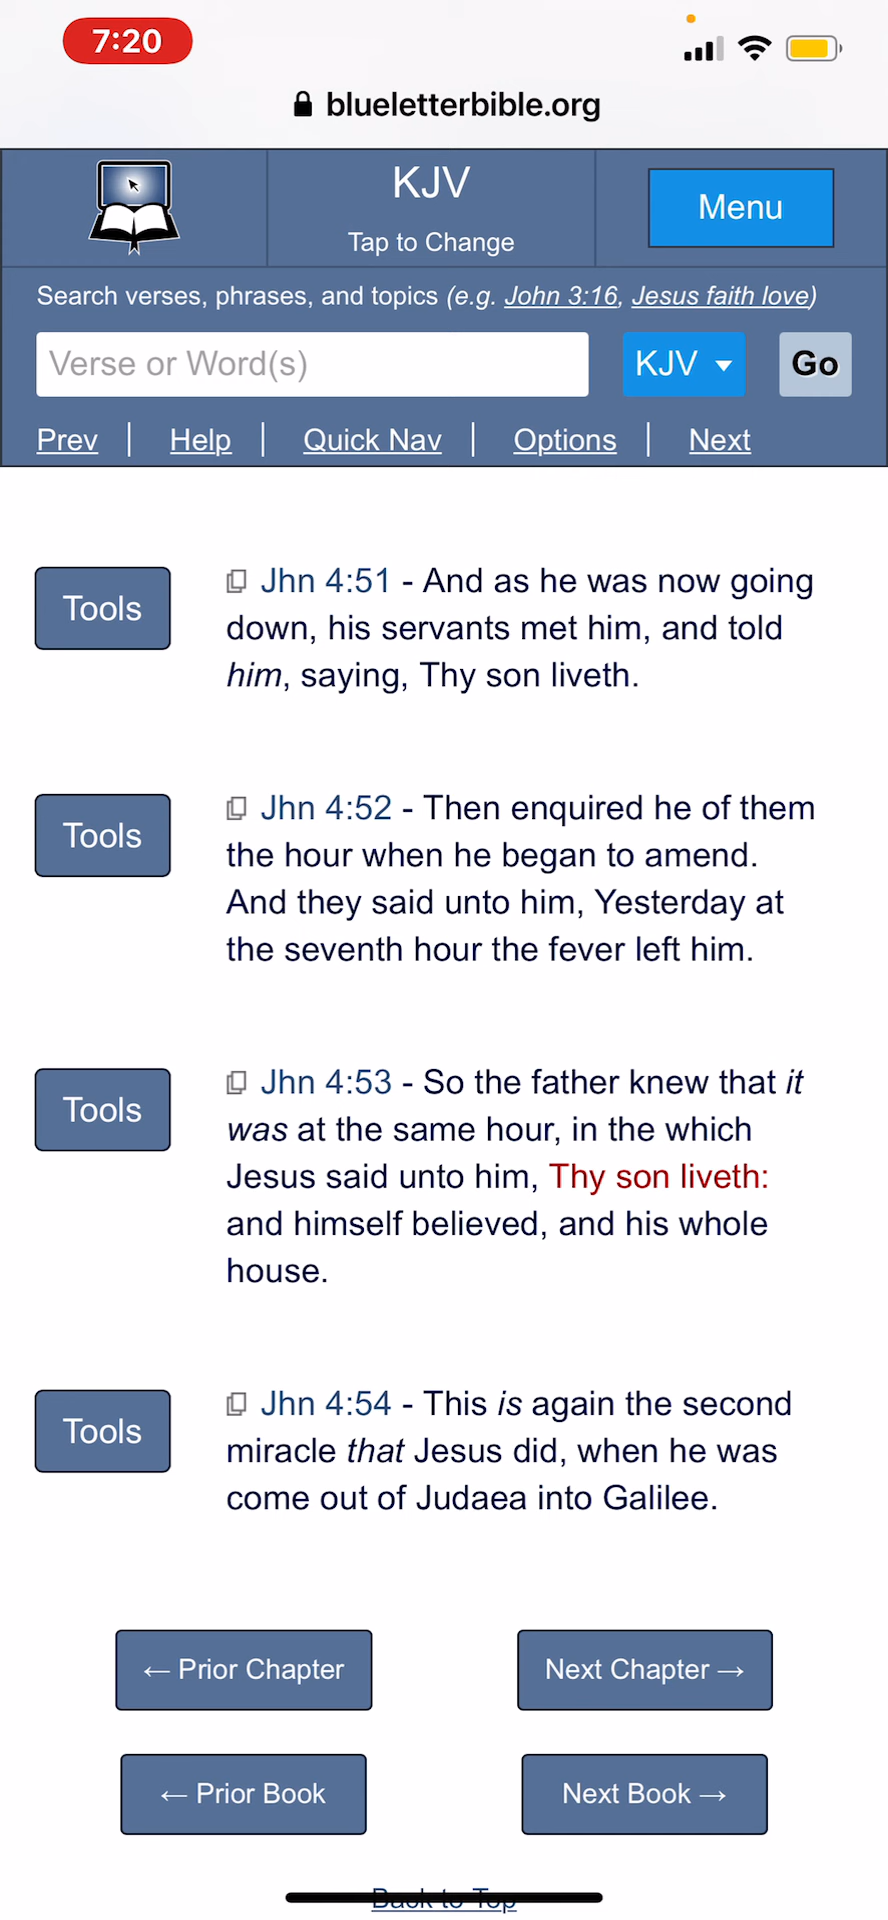 7:20
blueletterbible.org
KJV
Tap to Change
Menu
Search verses, phrases, and topics (e.g. John 3:16, Jesus faith love)
Verse or Word(s)
KJV
Go
Prev | Help | Quick Nav | Options | Next
Tools
Jhn 4:51 - And as he was now going
down, his servants met him, and told
him, saying, Thy son liveth.
Tools
Jhn 4:52 - Then enquired he of them
the hour when he began to amend.
And they said unto him, Yesterday at
the seventh hour the fever left him.
Tools
Jhn 4:53 - So the father knew that it
was at the same hour, in the which
Jesus said unto him, Thy son liveth:
and himself believed, and his whole
house.
Tools
Jhn 4:54 - This is again the second
miracle that Jesus did, when he was
come out of Judaea into Galilee.
← Prior Chapter
Next Chapter →
← Prior Book
Next Book →
Back to Top